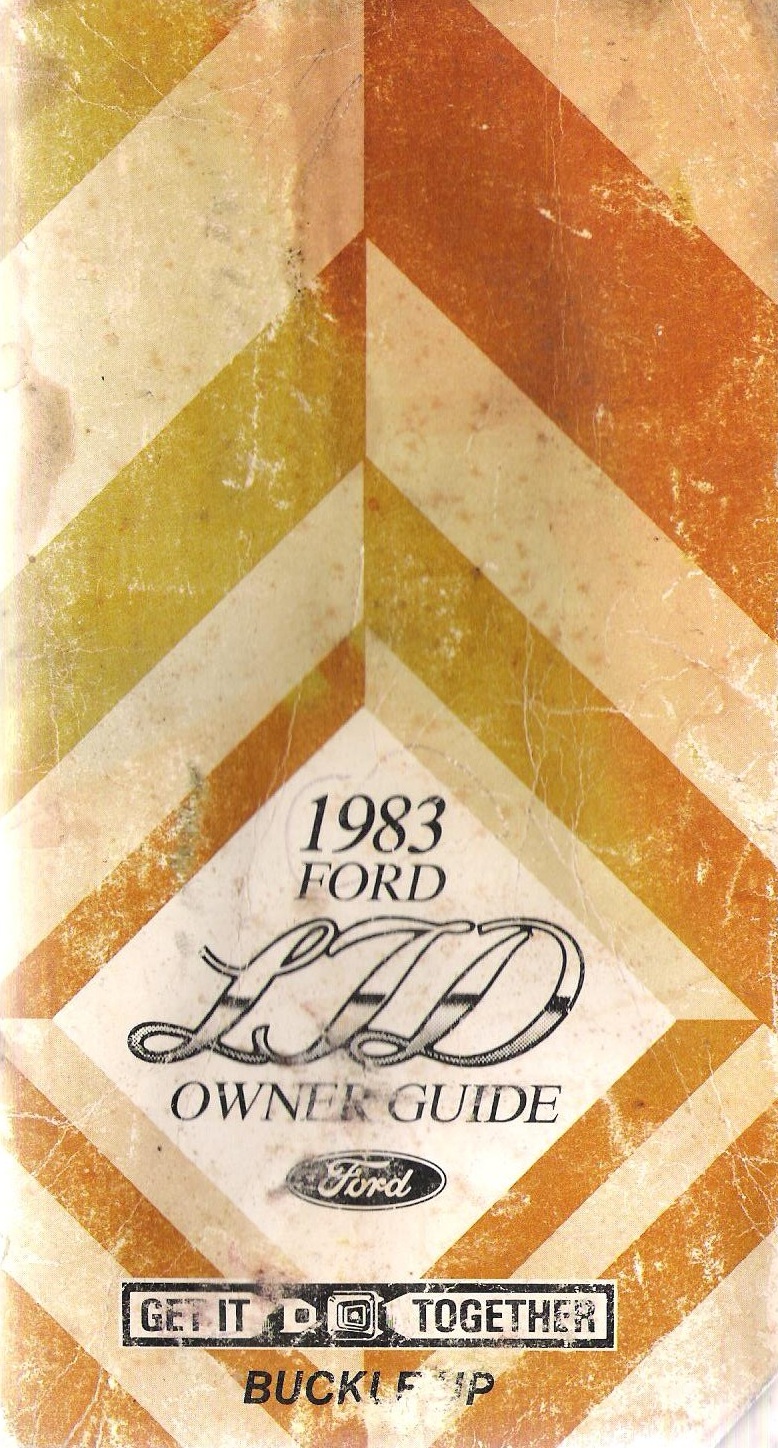 1983
FORD
LTD
OWNER GUIDE
Ford
GET IT TOGETHER
BUCKLE UP